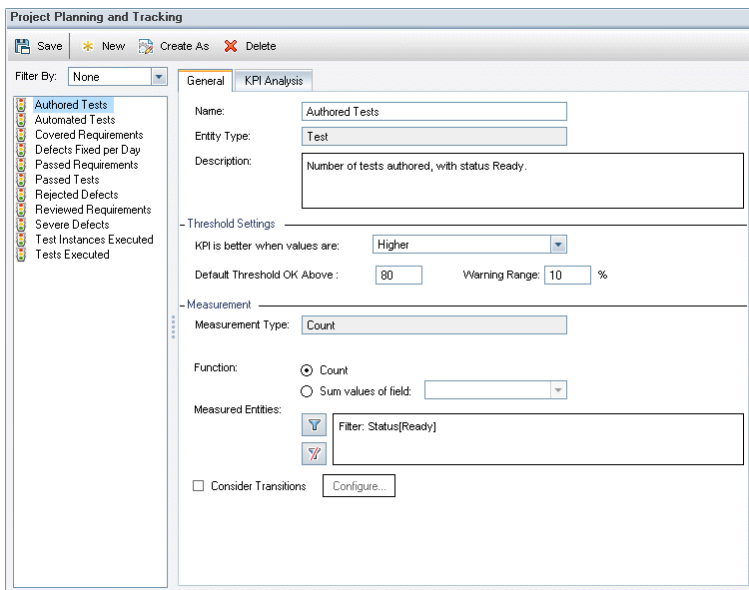 Project Planning and Tracking
Save New Create As Delete
Filter By: None
Authored Tests
Automated Tests
Covered Requirements
Defects Fixed per Day
Passed Requirements
Passed Tests
Rejected Defects
Reviewed Requirements
Severe Defects
Test Instances Executed
Tests Executed
General KPI Analysis
Name: Authored Tests
Entity Type: Test
Description: Number of tests authored, with status Ready.
Threshold Settings
KPI is better when values are: Higher
Default Threshold OK Above : 80 Warning Range: 10 %
Measurement
Measurement Type: Count
Function: Count
Sum values of field:
Measured Entities: Filter: Status[Ready]
Consider Transitions Configure...